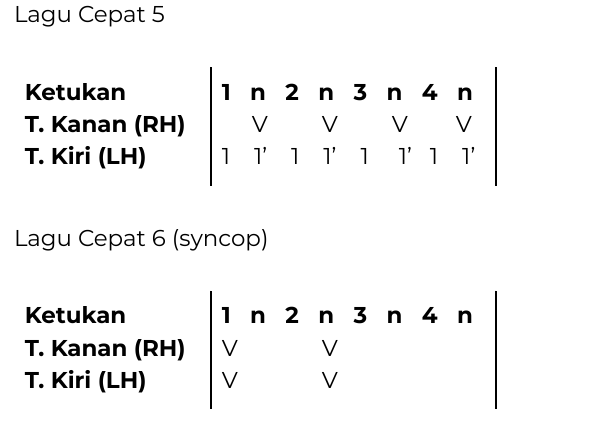 Lagu Cepat 5
Ketukan 1 n 2 n 3 n 4 n
T. Kanan (RH) V V V V
T. Kiri (LH) 1 1' 1 1' 1 1' 1 1'
Lagu Cepat 6 (syncop)
Ketukan 1 n 2 n 3 n 4 n
T. Kanan (RH) V V
T. Kiri (LH) V V